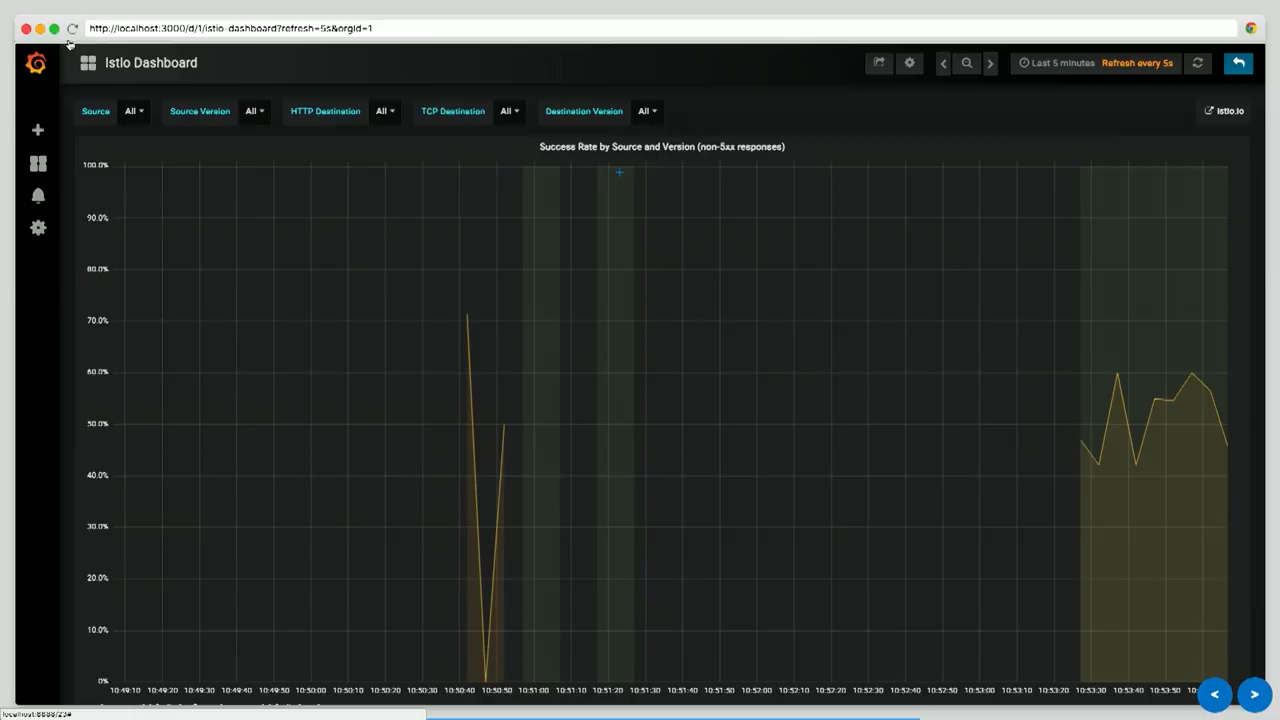 http://localhost:3000/d/1/istio-dashboard?refresh=5s&orgId=1
Istio Dashboard
Last 5 minutes Refresh every 5s
Source All Source Version All HTTP Destination All TCP Destination All Destination Version All istio.io
Success Rate by Source and Version (non-5xx responses)
100.0%
90.0%
80.0%
70.0%
60.0%
50.0%
40.0%
30.0%
20.0%
10.0%
0%
10:49:10 10:49:20 10:49:30 10:49:40 10:49:50 10:50:00 10:50:10 10:50:20 10:50:30 10:50:40 10:50:50 10:51:00 10:51:10 10:51:20 10:51:30 10:51:40 10:51:50 10:52:00 10:52:10 10:52:20 10:52:30 10:52:40 10:52:50 10:53:00 10:53:10 10:53:20 10:53:30 10:53:40 10:53:50
localhost:8888/23#